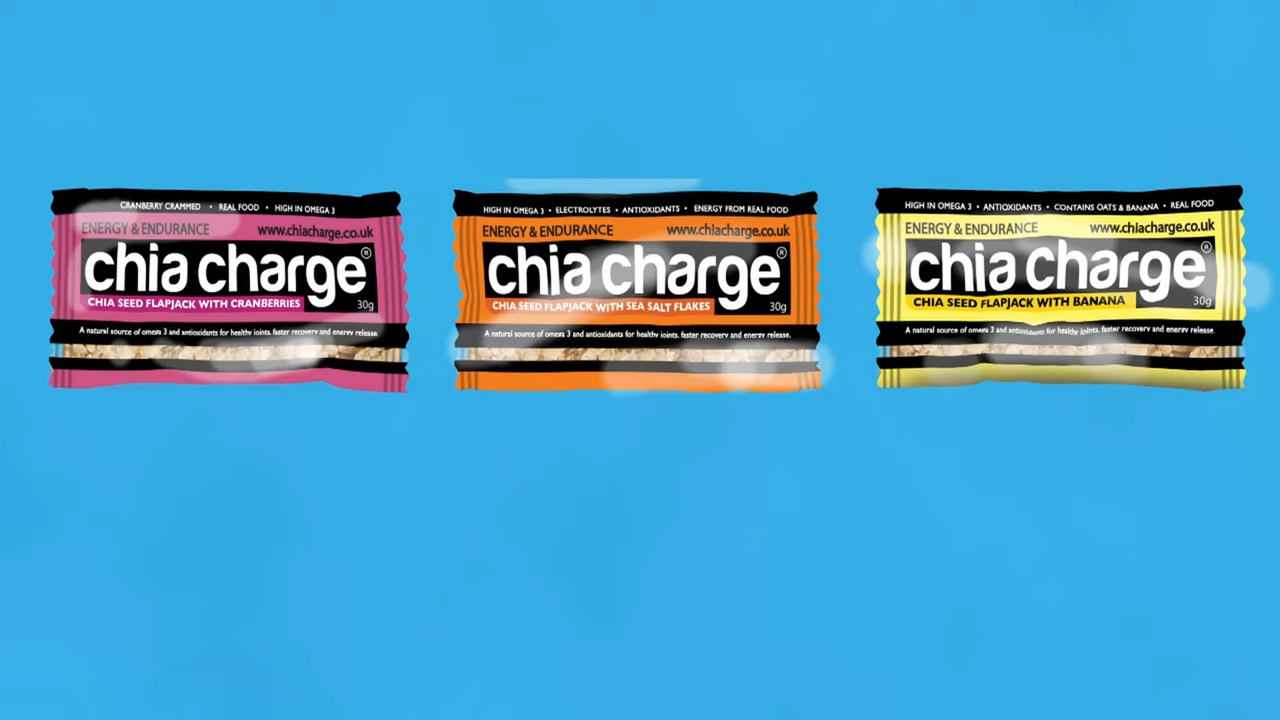 CRANBERRY CRAMMED • REAL FOOD • HIGH IN OMEGA 3
ENERGY & ENDURANCE www.chiacharge.co.uk
chia charge®
CHIA SEED FLAPJACK WITH CRANBERRIES 30g
A natural source of omega 3 and antioxidants for healthy joints, faster recovery and energy release.
HIGH IN OMEGA 3 • ELECTROLYTES • ANTIOXIDANTS • ENERGY FROM REAL FOOD
ENERGY & ENDURANCE www.chiacharge.co.uk
chia charge®
CHIA SEED FLAPJACK WITH SEA SALT FLAKES 30g
A natural source of omega 3 and antioxidants for healthy joints, faster recovery and energy release.
HIGH IN OMEGA 3 • ANTIOXIDANTS • CONTAINS OATS & BANANA • REAL FOOD
ENERGY & ENDURANCE www.chiacharge.co.uk
chia charge®
CHIA SEED FLAPJACK WITH BANANA 30g
A natural source of omega 3 and antioxidants for healthy joints, faster recovery and energy release.